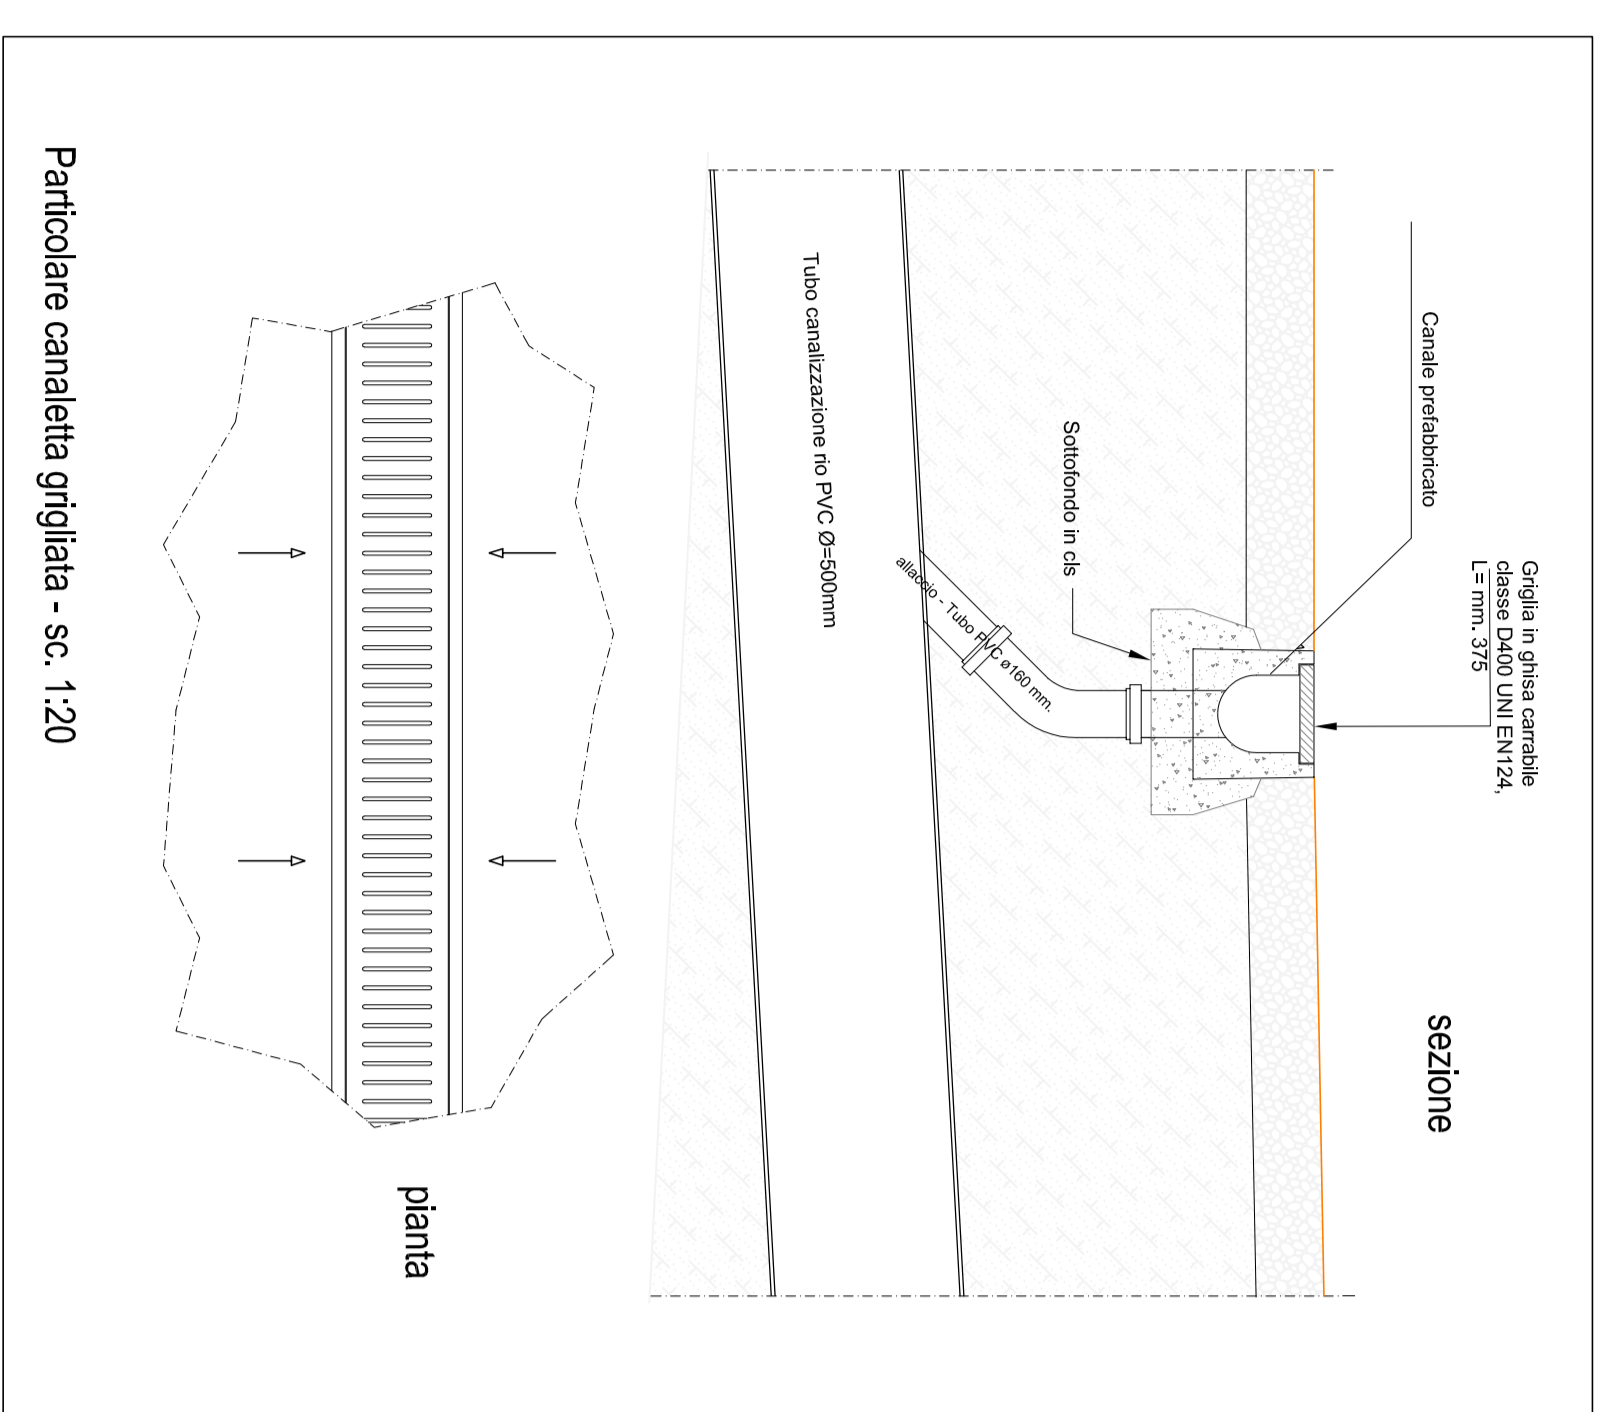 Griglia in ghisa carrabile
classe D400 UNI EN124,
L= mm. 375
sezione
Canale prefabbricato
Sottofondo in cls
allaccio - Tubo PVC ø160 mm.
Tubo canalizzazione rio PVC Ø=500mm
pianta
Particolare canaletta grigliata - sc. 1:20